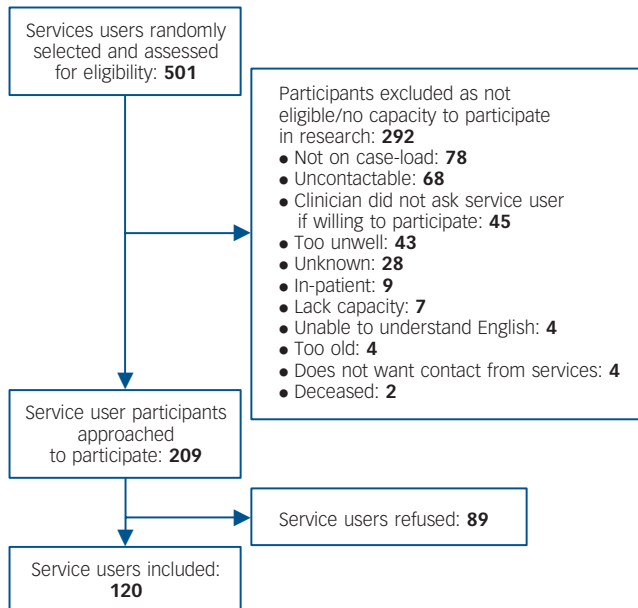 Services users randomly
selected and assessed
for eligibility: 501
Participants excluded as not
eligible/no capacity to participate
in research: 292
● Not on case-load: 78
● Uncontactable: 68
● Clinician did not ask service user
if willing to participate: 45
● Too unwell: 43
● Unknown: 28
● In-patient: 9
● Lack capacity: 7
● Unable to understand English: 4
● Too old: 4
● Does not want contact from services: 4
● Deceased: 2
Service user participants
approached
to participate: 209
Service users refused: 89
Service users included:
120